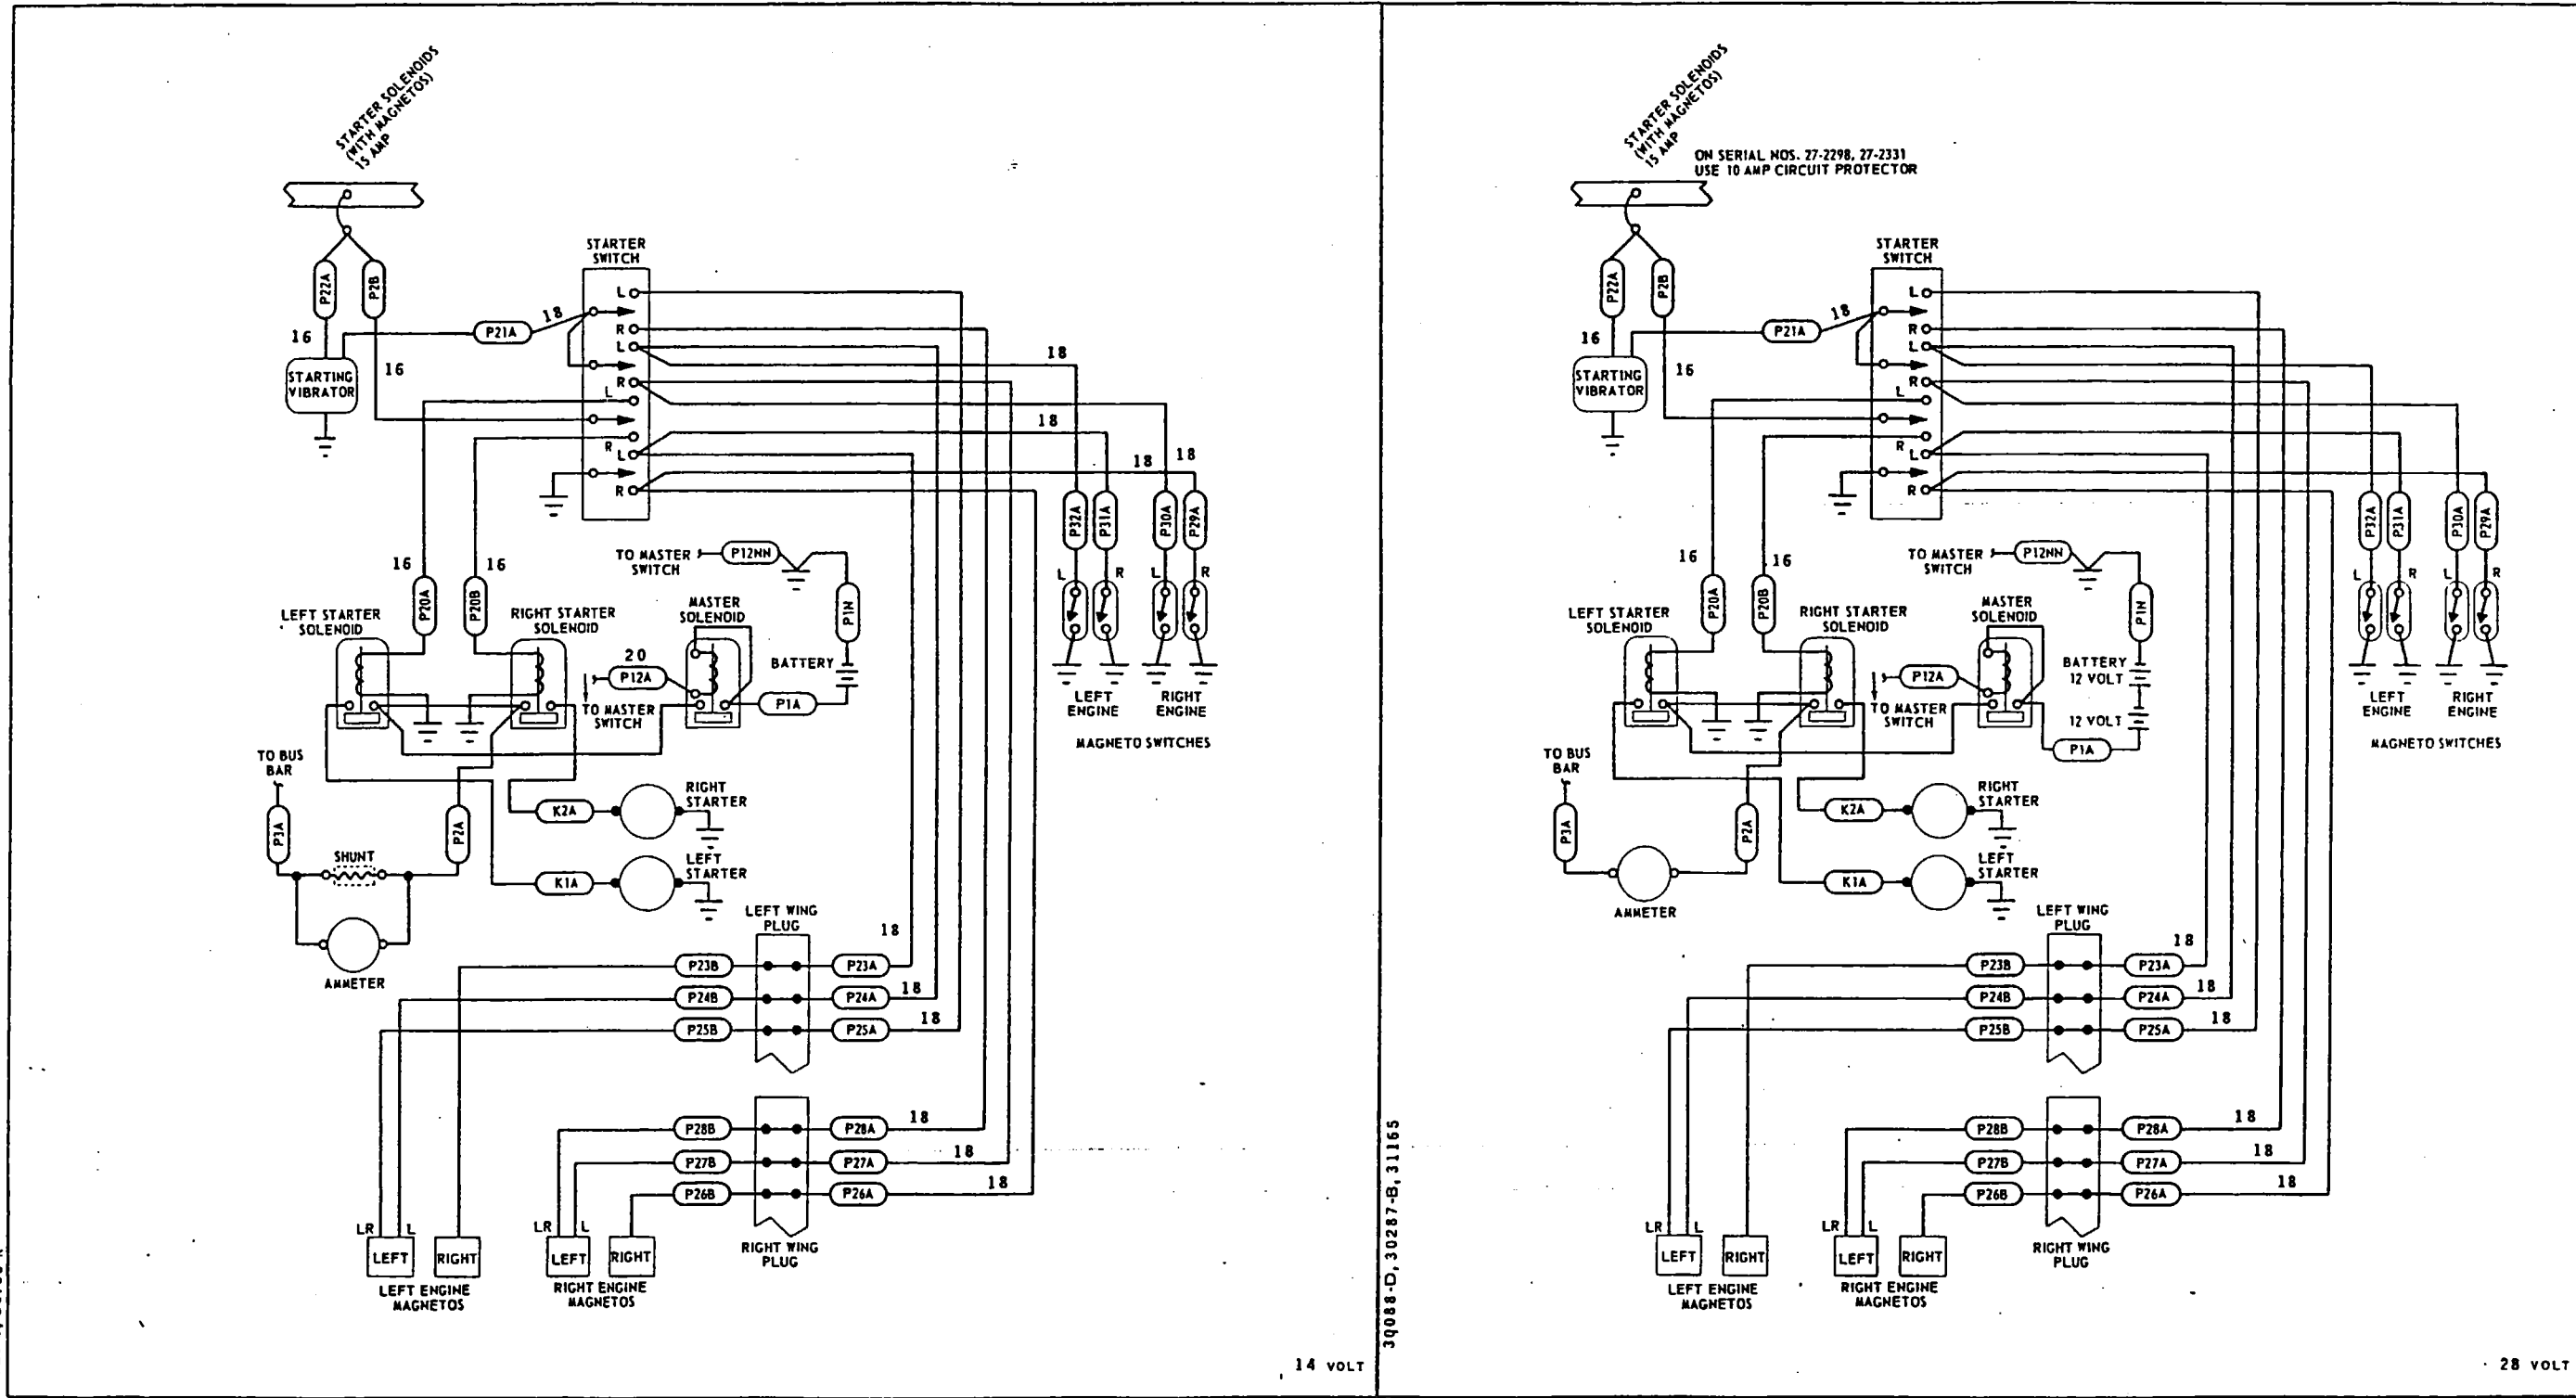 STARTER SOLENOIDS
(WITH MAGNETOS)
15 AMP
P22A
P2B
STARTER
SWITCH
L
18
P21A
R
16
L
18
STARTING
VIBRATOR
16
R
L
18
R
L
18
18
R
P32A
P31A
P30A
P29A
TO MASTER
SWITCH
P12NN
16
16
P20A
P20B
P1N
L
R
L
R
LEFT STARTER
SOLENOID
RIGHT STARTER
SOLENOID
MASTER
SOLENOID
20
P12A
BATTERY
P1A
TO MASTER
SWITCH
LEFT
ENGINE
RIGHT
ENGINE
MAGNETO SWITCHES
TO BUS
BAR
P3A
P2A
K2A
RIGHT
STARTER
SHUNT
K1A
LEFT
STARTER
AMMETER
LEFT WING
PLUG
18
P23B
P23A
P24B
P24A
18
P25B
P25A
18
P28B
P28A
18
P27B
P27A
18
P26B
P26A
18
LR
L
LR
L
LEFT
RIGHT
LEFT
RIGHT
LEFT ENGINE
MAGNETOS
RIGHT ENGINE
MAGNETOS
RIGHT WING
PLUG
14 VOLT
30088-D, 30287-B, 31165
STARTER SOLENOIDS
(WITH MAGNETOS)
15 AMP
ON SERIAL NOS. 27-2298, 27-2331
USE 10 AMP CIRCUIT PROTECTOR
P22A
P2B
STARTER
SWITCH
L
18
P21A
R
16
L
STARTING
VIBRATOR
16
R
L
R
L
R
P32A
P31A
P30A
P29A
TO MASTER
SWITCH
P12NN
16
16
P20A
P20B
P1N
L
R
L
R
LEFT STARTER
SOLENOID
RIGHT STARTER
SOLENOID
MASTER
SOLENOID
P12A
BATTERY
12 VOLT
12 VOLT
P1A
TO MASTER
SWITCH
LEFT
ENGINE
RIGHT
ENGINE
MAGNETO SWITCHES
TO BUS
BAR
P3A
P2A
K2A
RIGHT
STARTER
K1A
LEFT
STARTER
AMMETER
LEFT WING
PLUG
18
P23B
P23A
P24B
P24A
18
P25B
P25A
18
P28B
P28A
18
P27B
P27A
18
P26B
P26A
18
LR
L
LR
L
LEFT
RIGHT
LEFT
RIGHT
LEFT ENGINE
MAGNETOS
RIGHT ENGINE
MAGNETOS
RIGHT WING
PLUG
28 VOLT